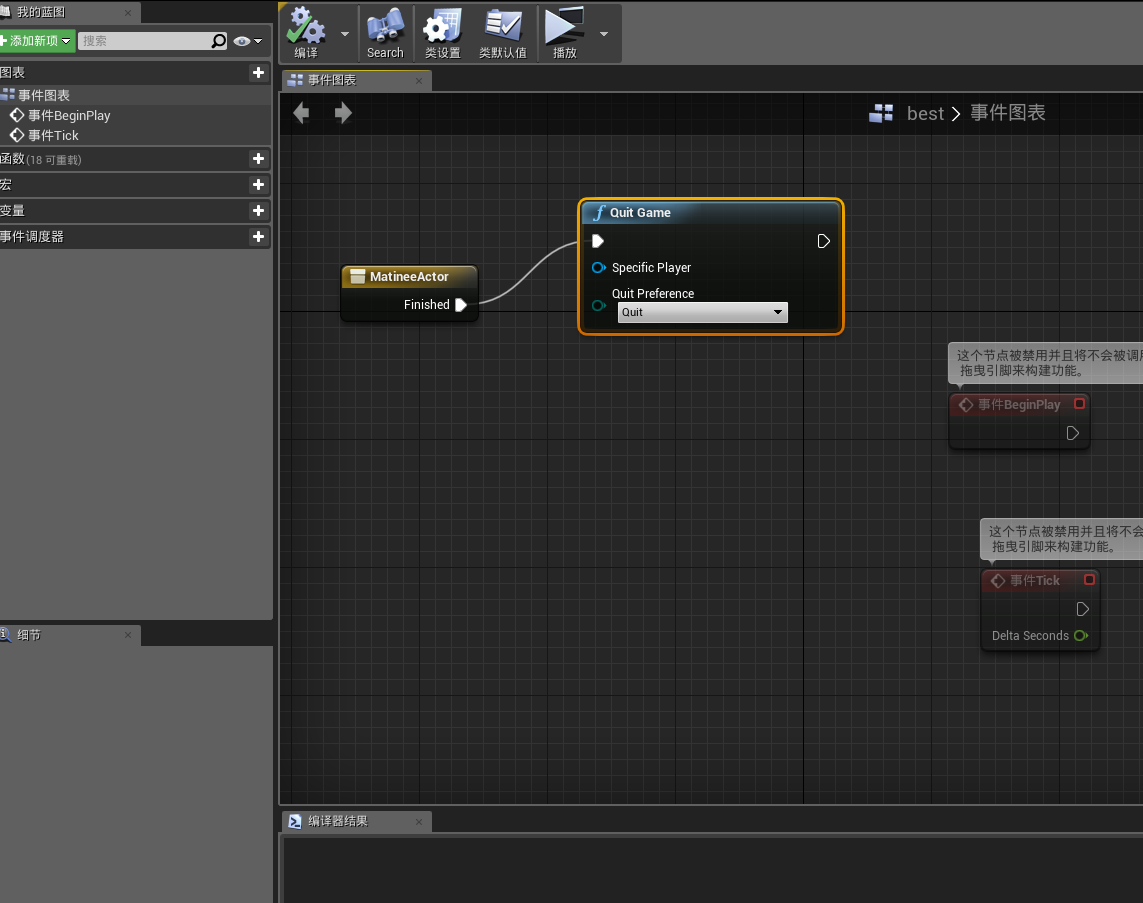 我的蓝图
添加新项
搜索
图表
事件图表
事件BeginPlay
事件Tick
函数 (18 可重载)
宏
变量
事件调度器
细节
编译
Search
类设置
类默认值
播放
事件图表
best > 事件图表
Quit Game
Specific Player
Quit Preference
Quit
MatineeActor
Finished
这个节点被禁用并且将不会被调用
拖曳引脚来构建功能。
事件BeginPlay
这个节点被禁用并且将不会
拖曳引脚来构建功能。
事件Tick
Delta Seconds
编译器结果